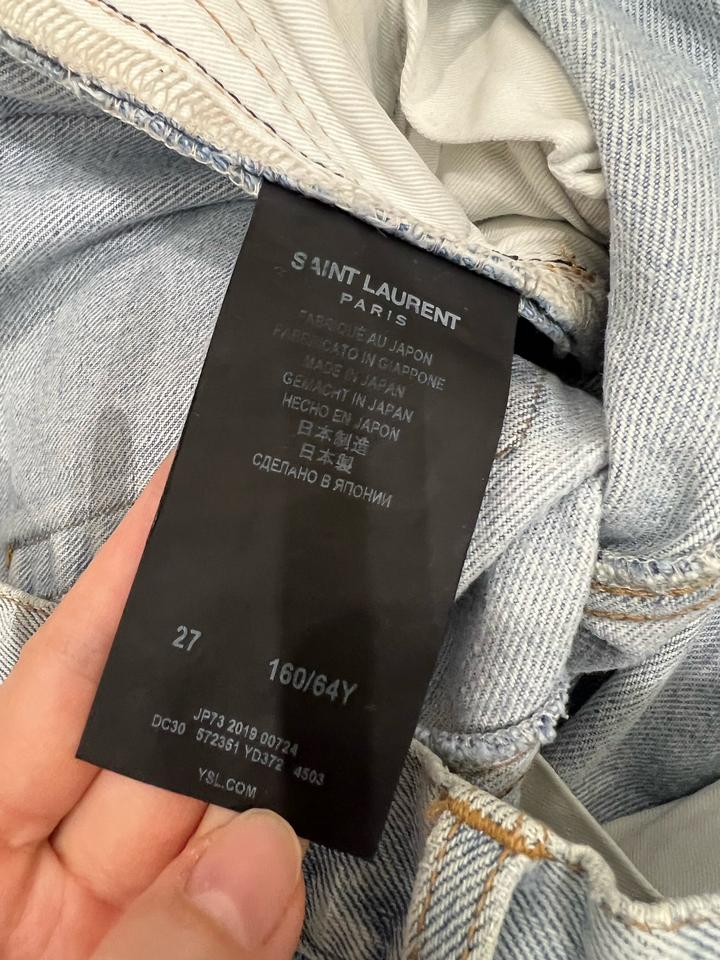 SAINT LAURENT
PARIS
FABRIQUÉ AU JAPON
FABBRICATO IN GIAPPONE
MADE IN JAPAN
GEMACHT IN JAPAN
HECHO EN JAPON
日本制造
日本製
СДЕЛАНО В ЯПОНИИ
27
160/64Y
JP73 2019 00724
DC30 572351 YD372 4503
YSL.COM